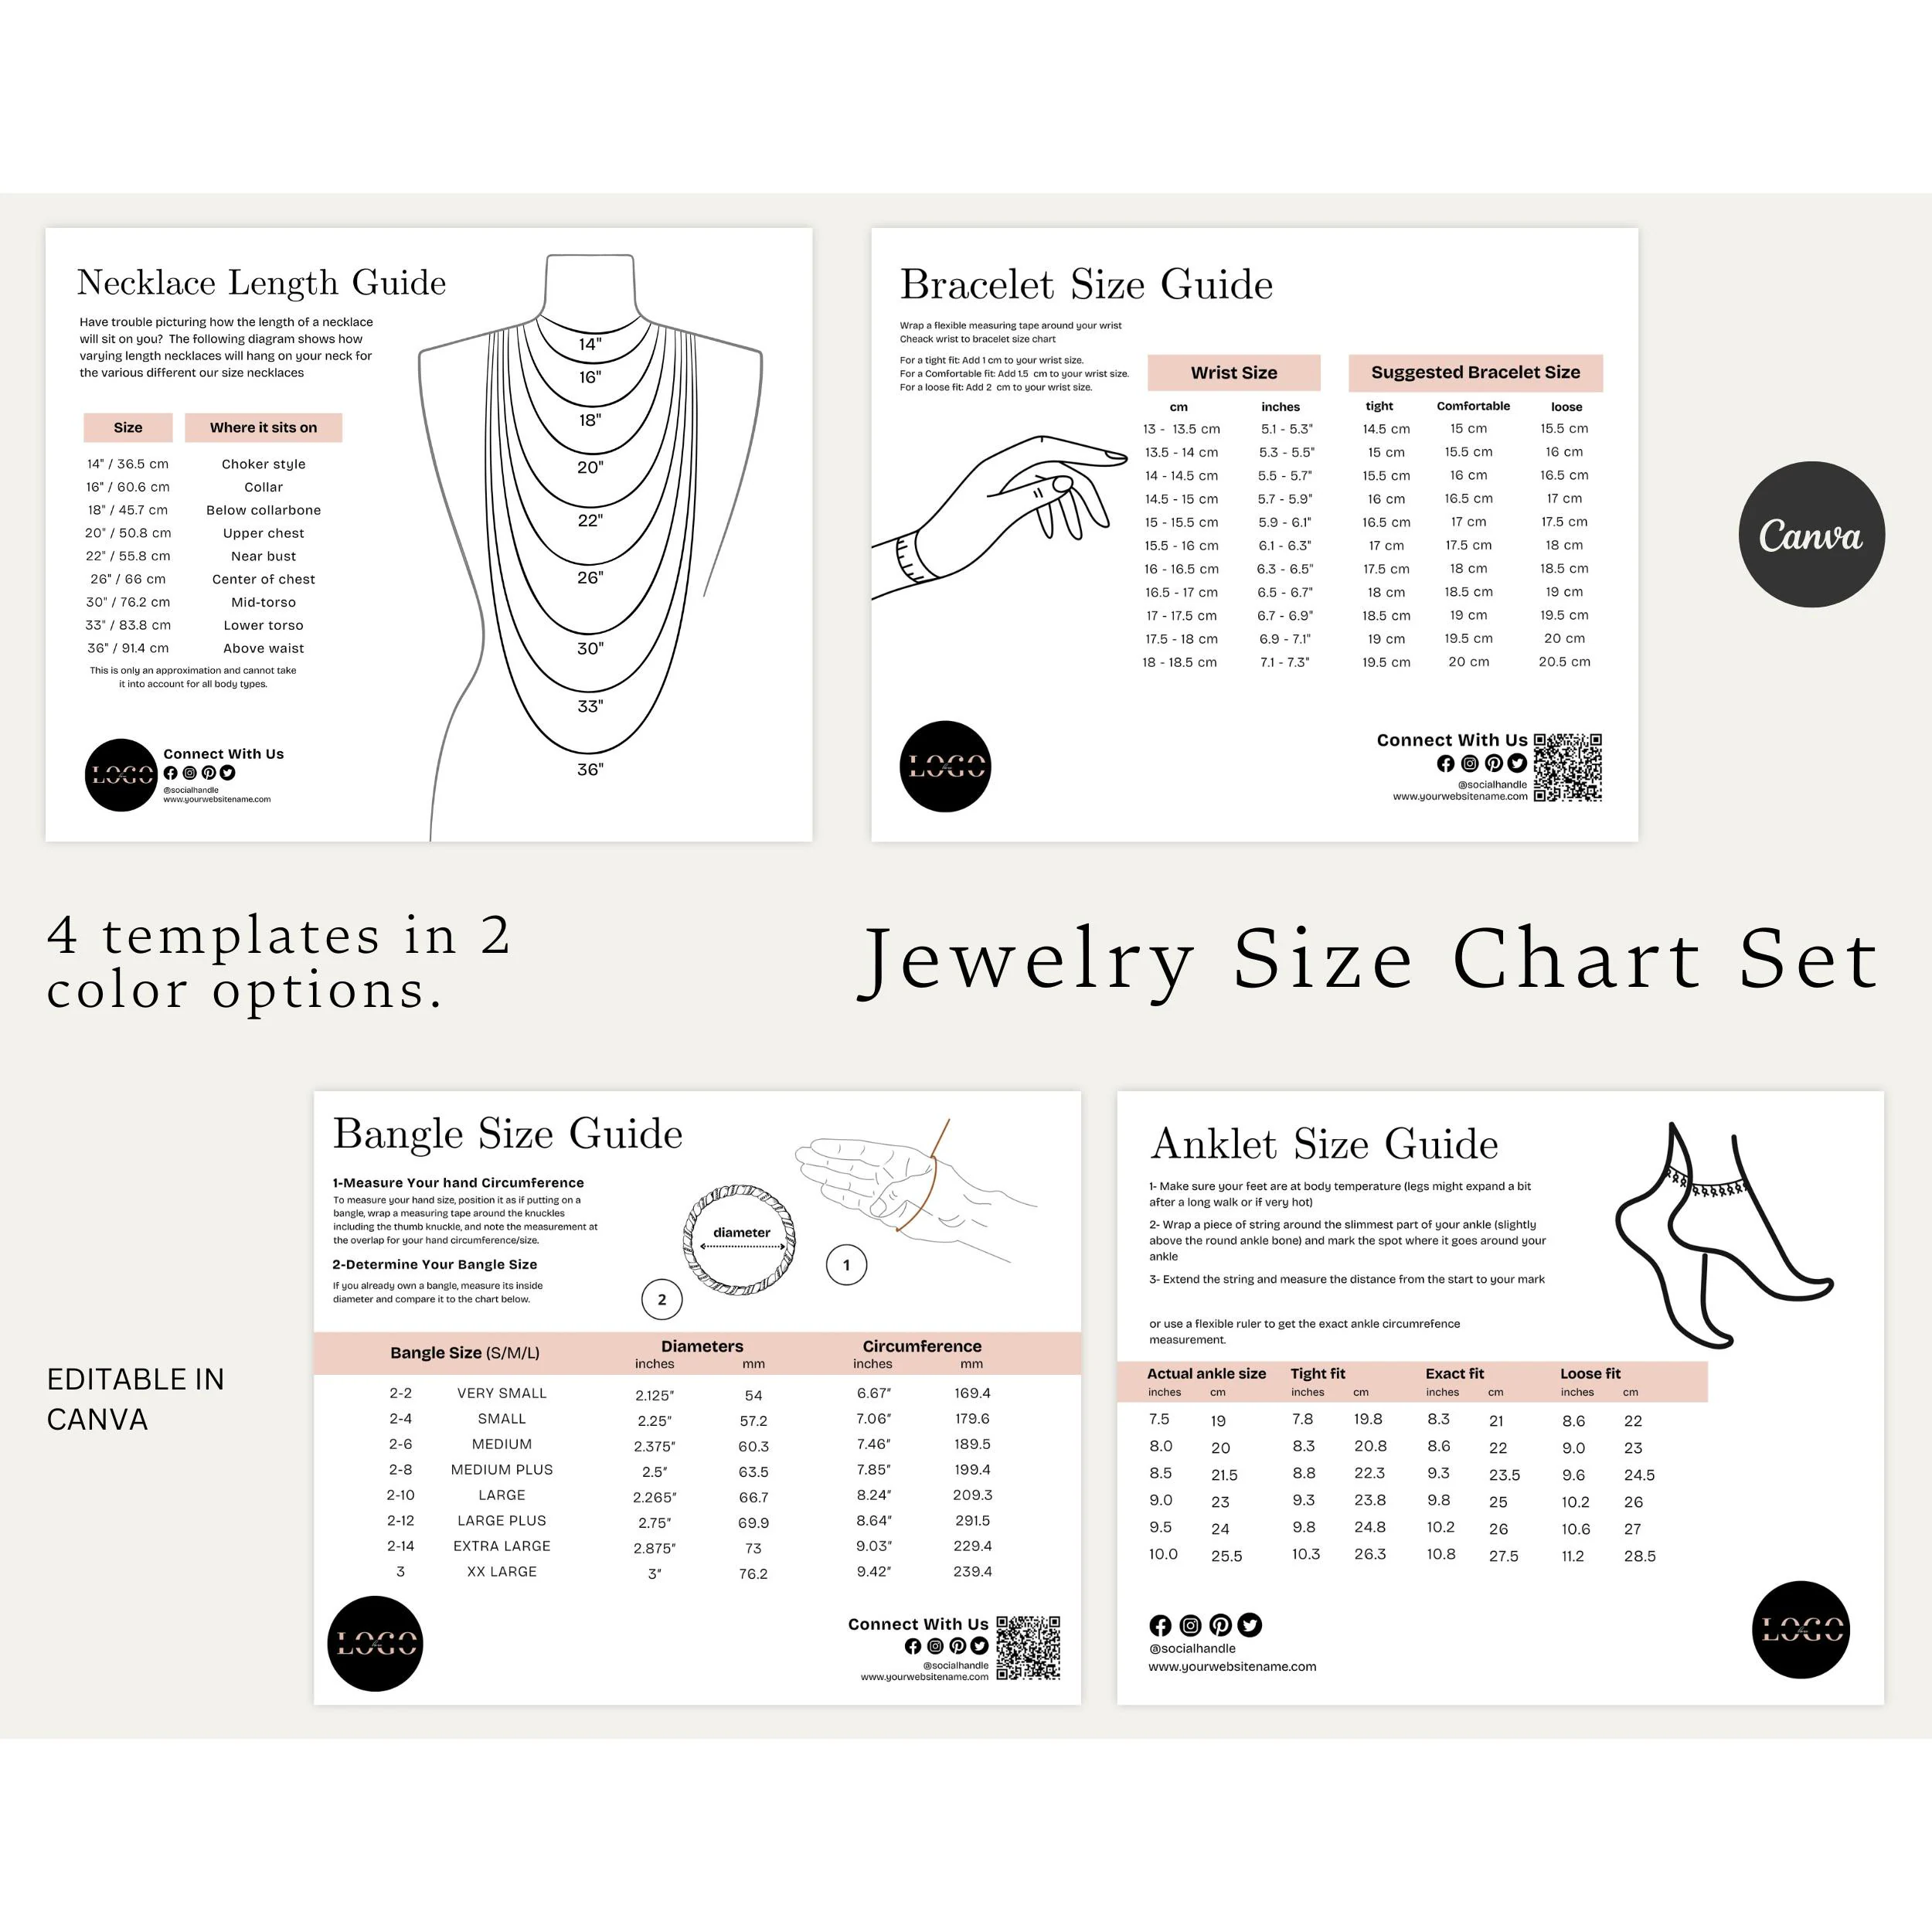 Necklace Length Guide
Have trouble picturing how the length of a necklace
will sit on you? The following diagram shows how
varying length necklaces will hang on your neck for
the various different our size necklaces
Size Where it sits on
14" / 36.5 cm Choker style
16" / 60.6 cm Collar
18" / 45.7 cm Below collarbone
20" / 50.8 cm Upper chest
22" / 55.8 cm Near bust
26" / 66 cm Center of chest
30" / 76.2 cm Mid-torso
33" / 83.8 cm Lower torso
36" / 91.4 cm Above waist
This is only an approximation and cannot take
it into account for all body types.
14"
16"
18"
20"
22"
26"
30"
33"
36"
LOGO
Connect With Us
@socialhandle
www.yourwebsitename.com
Bracelet Size Guide
Wrap a flexible measuring tape around your wrist
Cheack wrist to bracelet size chart
For a tight fit: Add 1 cm to your wrist size.
For a Comfortable fit: Add 1.5 cm to your wrist size.
For a loose fit: Add 2 cm to your wrist size.
Wrist Size Suggested Bracelet Size
cm inches tight Comfortable loose
13 - 13.5 cm 5.1 - 5.3" 14.5 cm 15 cm 15.5 cm
13.5 - 14 cm 5.3 - 5.5" 15 cm 15.5 cm 16 cm
14 - 14.5 cm 5.5 - 5.7" 15.5 cm 16 cm 16.5 cm
14.5 - 15 cm 5.7 - 5.9" 16 cm 16.5 cm 17 cm
15 - 15.5 cm 5.9 - 6.1" 16.5 cm 17 cm 17.5 cm
15.5 - 16 cm 6.1 - 6.3" 17 cm 17.5 cm 18 cm
16 - 16.5 cm 6.3 - 6.5" 17.5 cm 18 cm 18.5 cm
16.5 - 17 cm 6.5 - 6.7" 18 cm 18.5 cm 19 cm
17 - 17.5 cm 6.7 - 6.9" 18.5 cm 19 cm 19.5 cm
17.5 - 18 cm 6.9 - 7.1" 19 cm 19.5 cm 20 cm
18 - 18.5 cm 7.1 - 7.3" 19.5 cm 20 cm 20.5 cm
LOGO
Connect With Us
@socialhandle
www.yourwebsitename.com
Canva
4 templates in 2
color options.
Jewelry Size Chart Set
EDITABLE IN
CANVA
Bangle Size Guide
1-Measure Your hand Circumference
To measure your hand size, position it as if putting on a
bangle, wrap a measuring tape around the knuckles
including the thumb knuckle, and note the measurement at
the overlap for your hand circumference/size.
2-Determine Your Bangle Size
If you already own a bangle, measure its inside
diameter and compare it to the chart below.
diameter
1
2
Bangle Size (S/M/L) Diameters Circumference
inches mm inches mm
2-2 VERY SMALL 2.125" 54 6.67" 169.4
2-4 SMALL 2.25" 57.2 7.06" 179.6
2-6 MEDIUM 2.375" 60.3 7.46" 189.5
2-8 MEDIUM PLUS 2.5" 63.5 7.85" 199.4
2-10 LARGE 2.265" 66.7 8.24" 209.3
2-12 LARGE PLUS 2.75" 69.9 8.64" 291.5
2-14 EXTRA LARGE 2.875" 73 9.03" 229.4
3 XX LARGE 3" 76.2 9.42" 239.4
LOGO
Connect With Us
@socialhandle
www.yourwebsitename.com
Anklet Size Guide
1- Make sure your feet are at body temperature (legs might expand a bit
after a long walk or if very hot)
2- Wrap a piece of string around the slimmest part of your ankle (slightly
above the round ankle bone) and mark the spot where it goes around your
ankle
3- Extend the string and measure the distance from the start to your mark
or use a flexible ruler to get the exact ankle circumrefence
measurement.
Actual ankle size Tight fit Exact fit Loose fit
inches cm inches cm inches cm inches cm
7.5 19 7.8 19.8 8.3 21 8.6 22
8.0 20 8.3 20.8 8.6 22 9.0 23
8.5 21.5 8.8 22.3 9.3 23.5 9.6 24.5
9.0 23 9.3 23.8 9.8 25 10.2 26
9.5 24 9.8 24.8 10.2 26 10.6 27
10.0 25.5 10.3 26.3 10.8 27.5 11.2 28.5
@socialhandle
www.yourwebsitename.com
LOGO